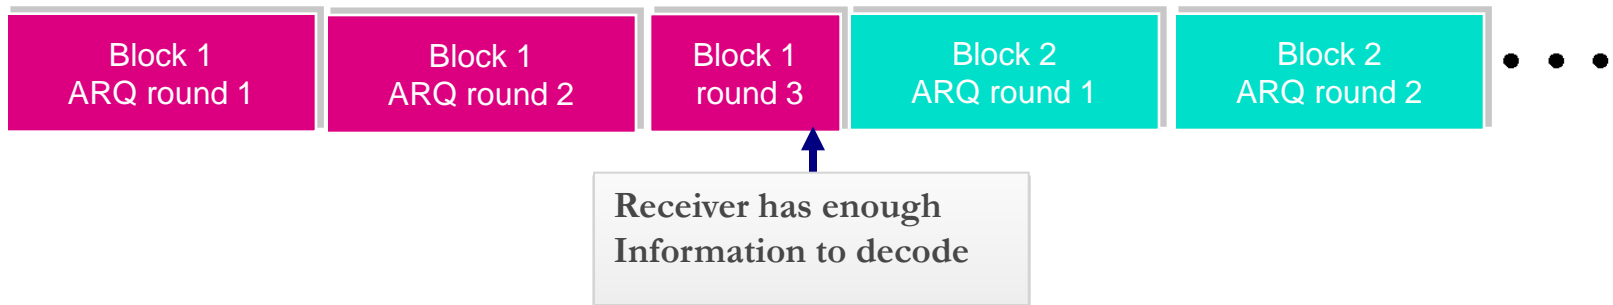 Block 1
ARQ round 1
Block 1
ARQ round 2
Block 1
round 3
Block 2
ARQ round 1
Block 2
ARQ round 2
Receiver has enough
Information to decode